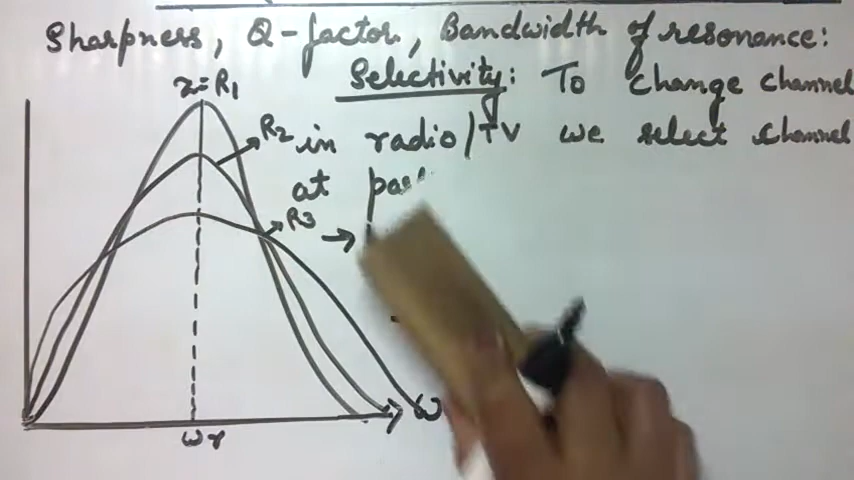 Sharpness, Q-factor, Bandwidth of resonance:
Selectivity: To change channel
z=R1
R2
in radio/TV we select channel
at
R3
ω
ωr